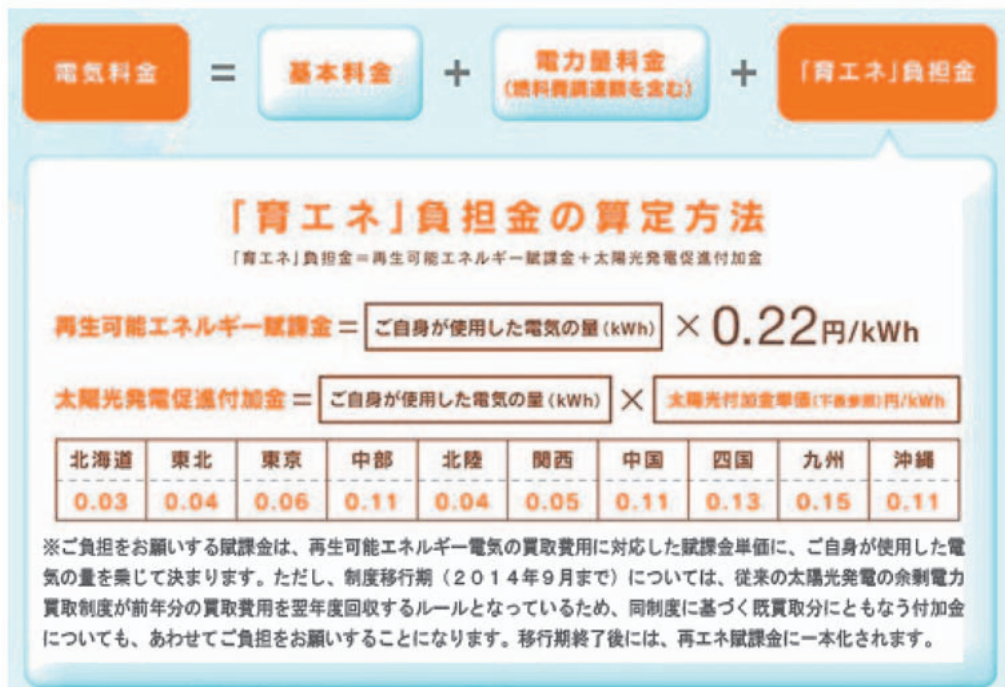 電気料金 = 基本料金 + 電力量料金 + 「育エネ」負担金
(燃料費調達額を含む)
「育エネ」負担金の算定方法
「育エネ」負担金=再生可能エネルギー賦課金+太陽光発電促進付加金
再生可能エネルギー賦課金=ご自身が使用した電気の量(kWh)×0.22円/kWh
太陽光発電促進付加金=ご自身が使用した電気の量(kWh)×太陽光付加金単価(下表参照)円/kWh
北海道 東北 東京 中部 北陸 関西 中国 四国 九州 沖縄
0.03 0.04 0.06 0.11 0.04 0.05 0.11 0.13 0.15 0.11
※ご負担をお願いする賦課金は、再生可能エネルギー電気の買取費用に対応した賦課金単価に、ご自身が使用した電
気の量を乗じて決まります。ただし、制度移行期(2014年9月まで)については、従来の太陽光発電の余剰電力
買取制度が前年分の買取費用を翌年度回収するルールとなっているため、同制度に基づく既買取分にともなう付加金
についても、あわせてご負担をお願いすることになります。移行期終了後には、再エネ賦課金に一本化されます。